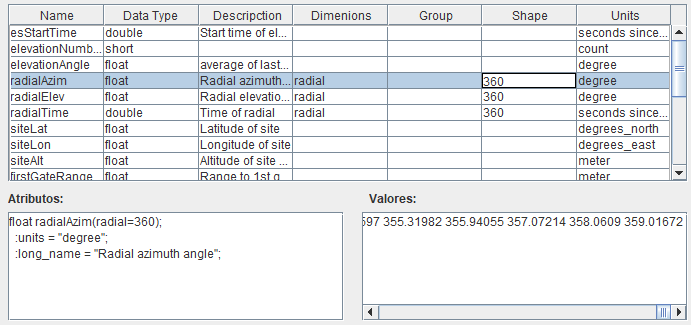 Name Data Type Descripction Dimenions Group Shape Units
esStartTime double Start time of el... seconds since...
elevationNumb... short count
elevationAngle float average of last... degree
radialAzim float Radial azimuth... radial 360 degree
radialElev float Radial elevatio... radial 360 degree
radialTime double Time of radial radial 360 seconds since...
siteLat float Latitude of site degrees_north
siteLon float Longitude of site degrees_east
siteAlt float Altitude of site ... meter
firstGateRange float Range to 1st g... meter
Atributos: Valores:
float radialAzim(radial=360);
:units = "degree";
:long_name = "Radial azimuth angle";
597 355.31982 355.94055 357.07214 358.0609 359.01672